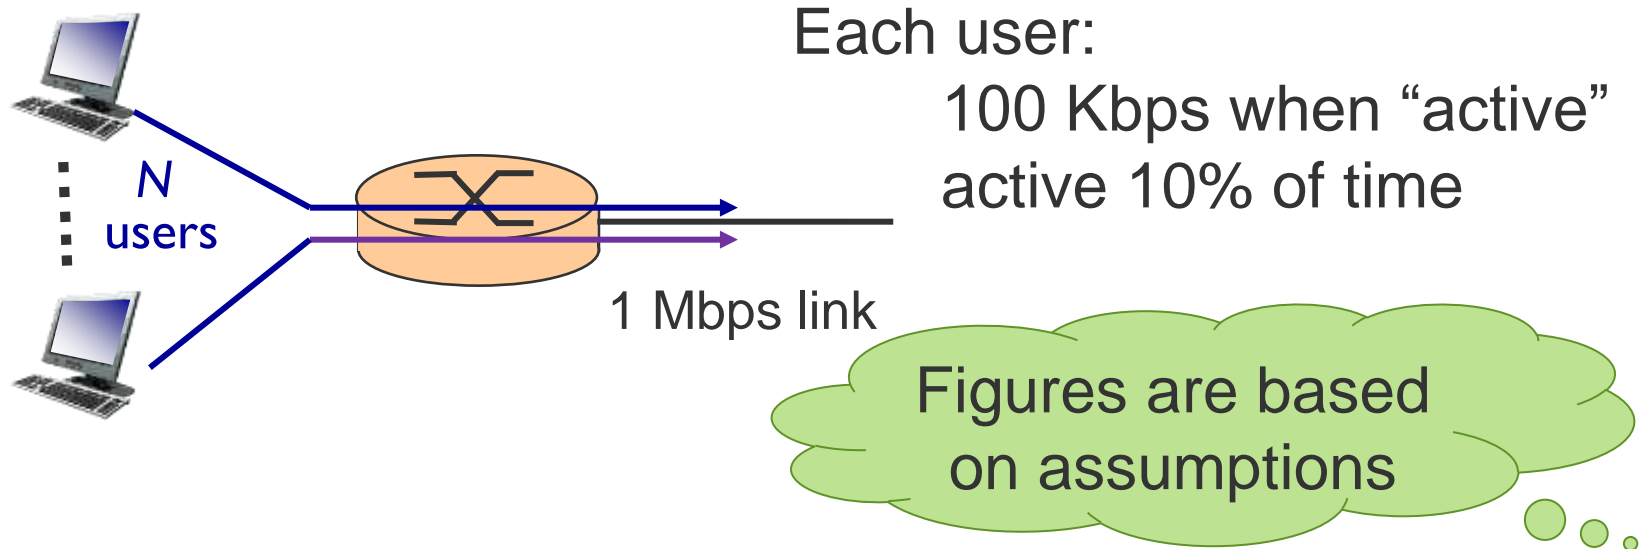 Each user:
100 Kbps when “active”
active 10% of time
N
users
1 Mbps link
Figures are based
on assumptions